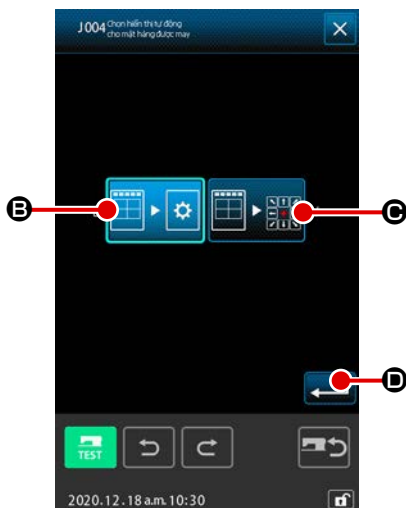 J004 Chọn hiển thị tự động
cho mặt hàng được may
B
C
D
TEST
2020.12.18 a.m. 10:30